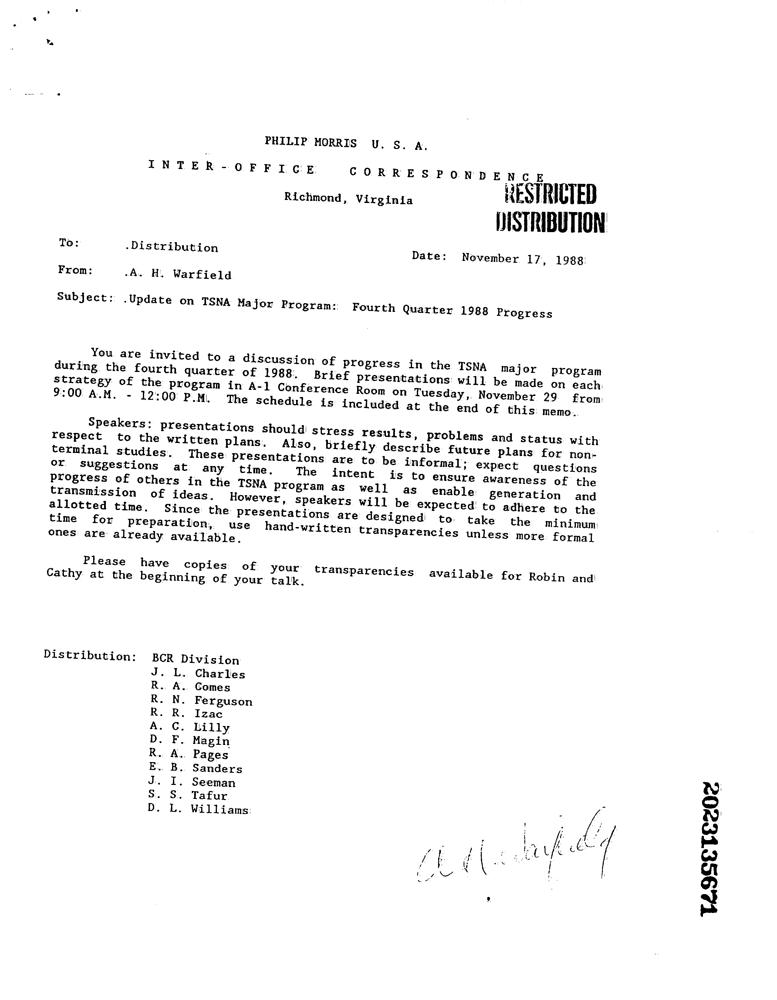 PHILIP MORRIS U. S. A.
INTER-OFFICE CORRESPONDENCE
Richmond, Virginia
RESTRICTED
DISTRIBUTION
To: .Distribution
Date: November 17, 1988
From: .A. H. Warfield
Subject: .Update on TSNA Major Program: Fourth Quarter 1988 Progress
You are invited to a discussion of progress in the TSNA major program
during the fourth quarter of 1988. Brief presentations will be made on each
strategy of the program in A-1 Conference Room on Tuesday, November 29 from
9:00 A.M. - 12:00 P.M. The schedule is included at the end of this memo.
Speakers: presentations should stress results, problems and status with
respect to the written plans. Also, briefly describe future plans for non-
terminal studies. These presentations are to be informal; expect questions
or suggestions at any time. The intent is to ensure awareness of the
progress of others in the TSNA program as well as enable generation and
transmission of ideas. However, speakers will be expected to adhere to the
allotted time. Since the presentations are designed to take the minimum
time for preparation, use hand-written transparencies unless more formal
ones are already available.
Please have copies of your transparencies available for Robin and
Cathy at the beginning of your talk.
Distribution: BCR Division
J. L. Charles
R. A. Comes
R. N. Ferguson
R. R. Izac
A. C. Lilly
D. F. Magin
R. A. Pages
E. B. Sanders
J. I. Seeman
S. S. Tafur
D. L. Williams
A H Warfield
2023135671